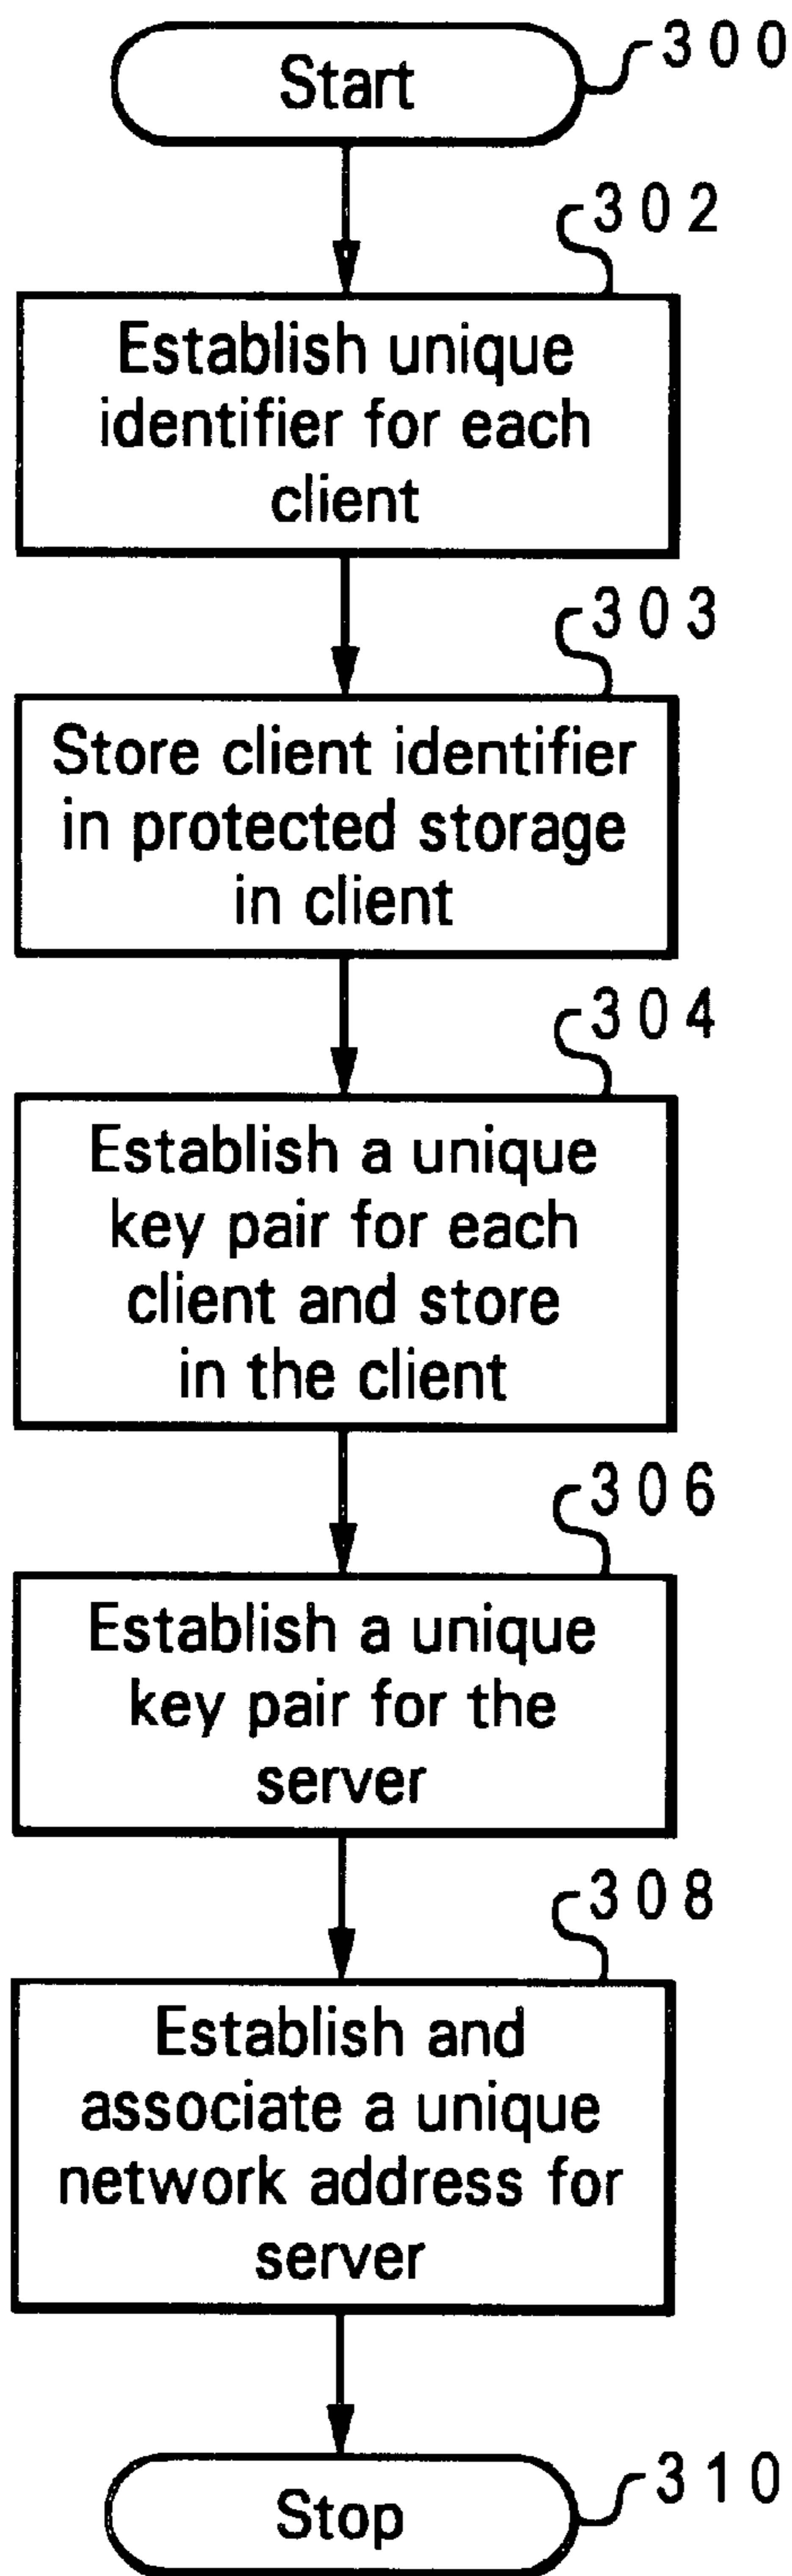 Start
300
302
Establish unique
identifier for each
client
303
Store client identifier
in protected storage
in client
304
Establish a unique
key pair for each
client and store
in the client
306
Establish a unique
key pair for the
server
308
Establish and
associate a unique
network address for
server
Stop
310